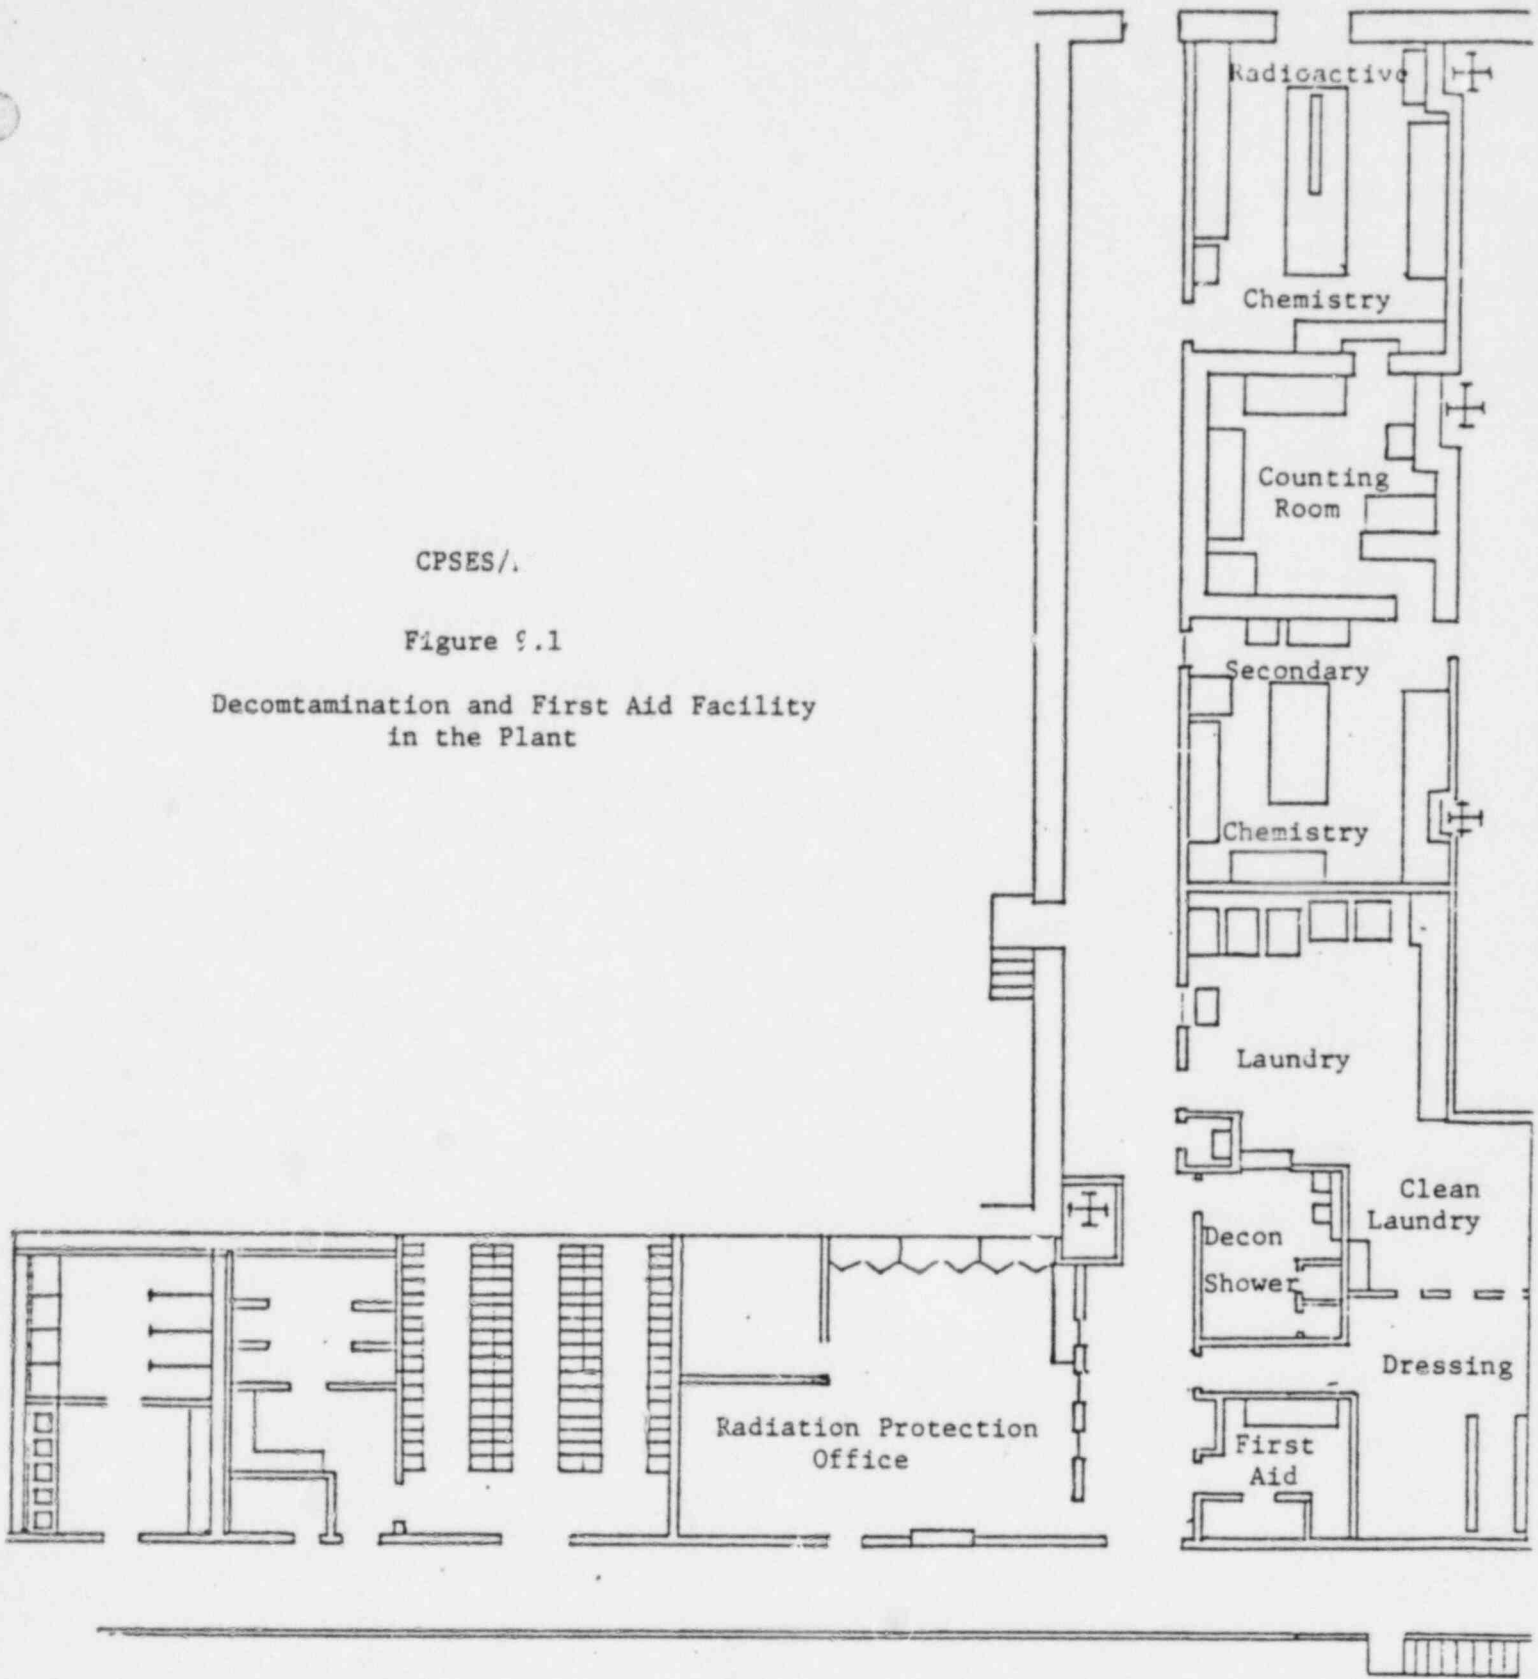 CPSES/
Figure 9.1
Decomtamination and First Aid Facility
in the Plant
Radioactive
Chemistry
Counting
Room
Secondary
Chemistry
Laundry
Clean
Laundry
Decon
Shower
Dressing
First
Aid
Radiation Protection
Office